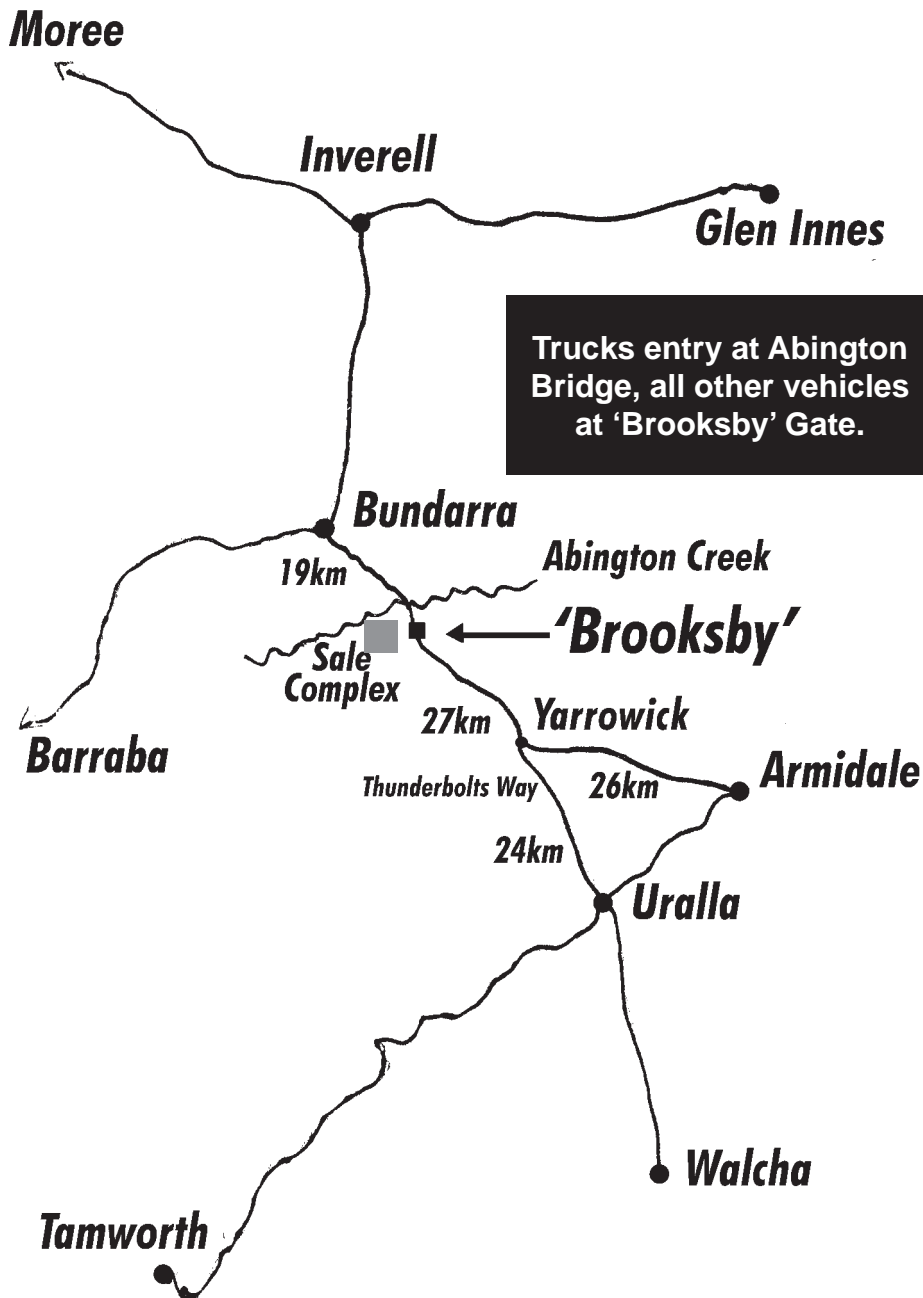 Moree
Inverell
Glen Innes
Trucks entry at Abington
Bridge, all other vehicles
at ‘Brooksby’ Gate.
Bundarra
19km
Abington Creek
‘Brooksby’
Sale
Complex
27km
Yarrowick
Barraba
Thunderbolts Way
26km
Armidale
24km
Uralla
Walcha
Tamworth